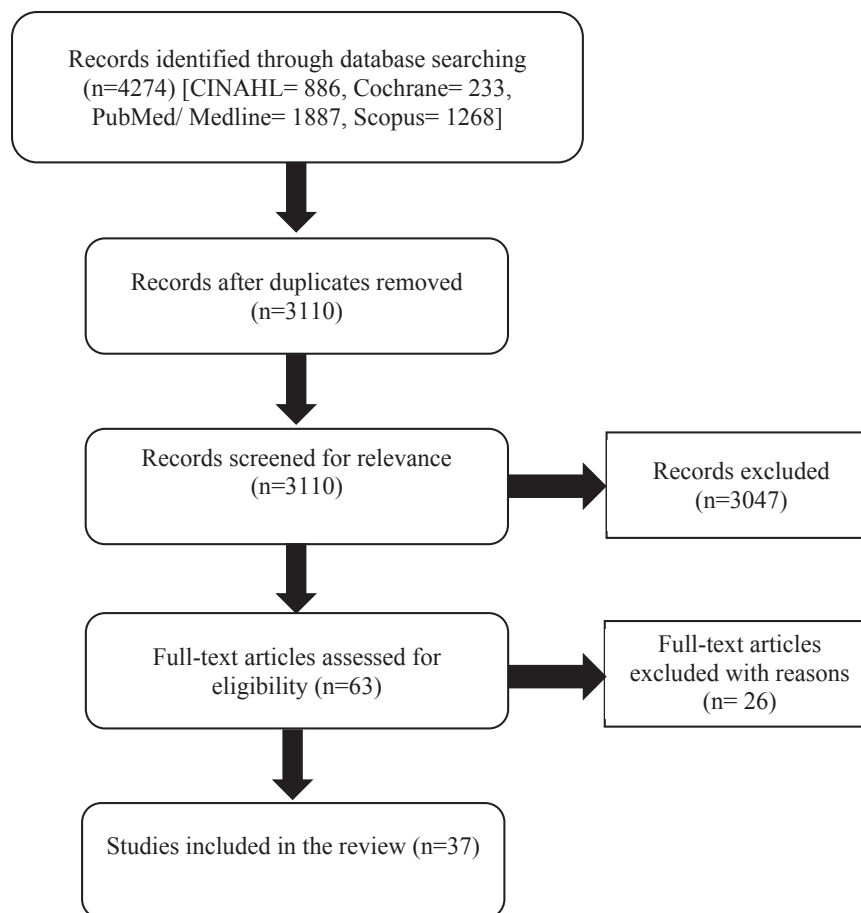 Records identified through database searching
(n=4274) [CINAHL= 886, Cochrane= 233,
PubMed/ Medline= 1887, Scopus= 1268]
Records after duplicates removed
(n=3110)
Records screened for relevance
(n=3110)
Records excluded
(n=3047)
Full-text articles assessed for
eligibility (n=63)
Full-text articles
excluded with reasons
(n= 26)
Studies included in the review (n=37)